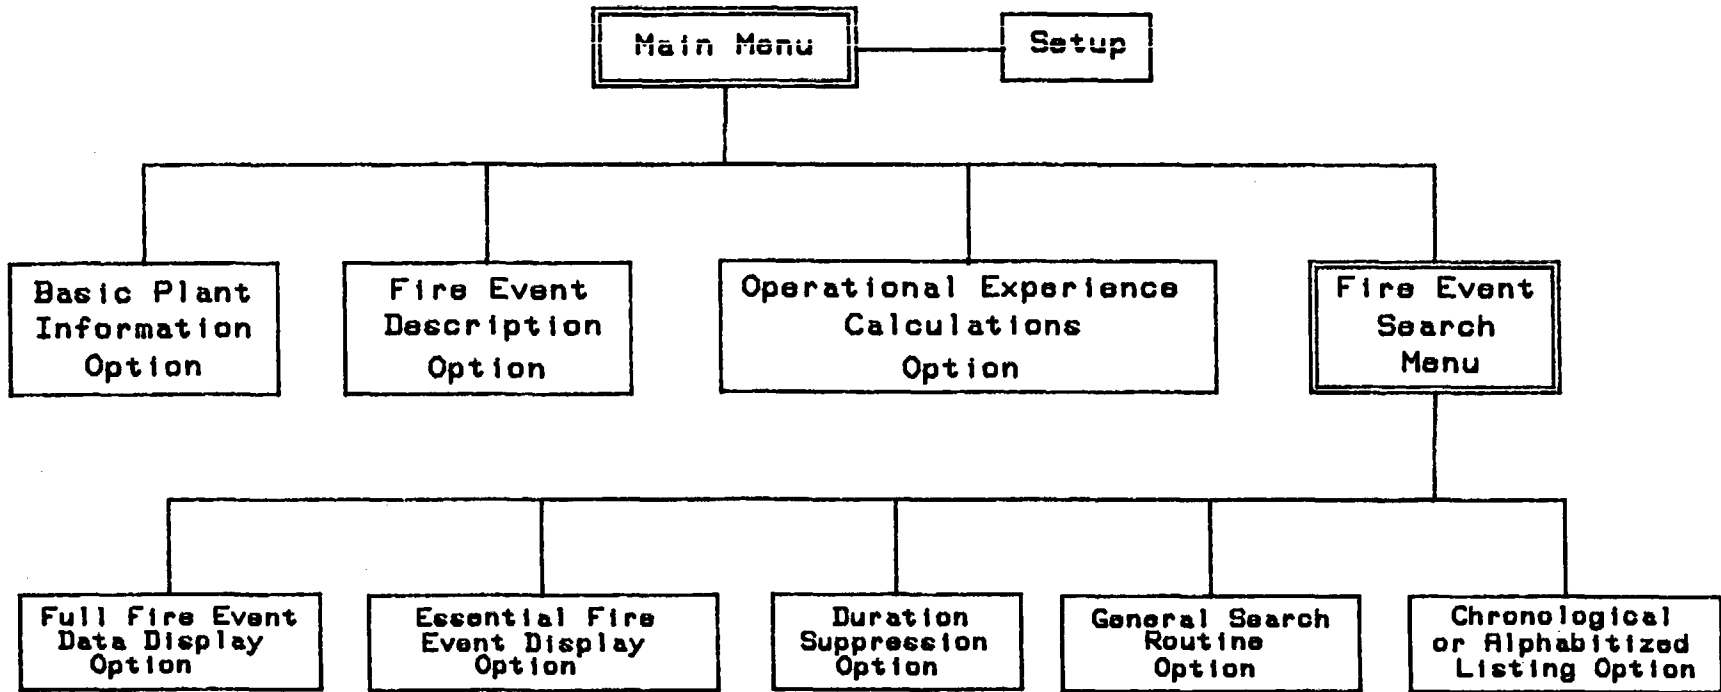 Main Menu
Setup
Basic Plant
Information
Option
Fire Event
Description
Option
Operational Experience
Calculations
Option
Fire Event
Search
Menu
Full Fire Event
Data Display
Option
Essential Fire
Event Display
Option
Duration
Suppression
Option
General Search
Routine
Option
Chronological
or Alphabitized
Listing Option